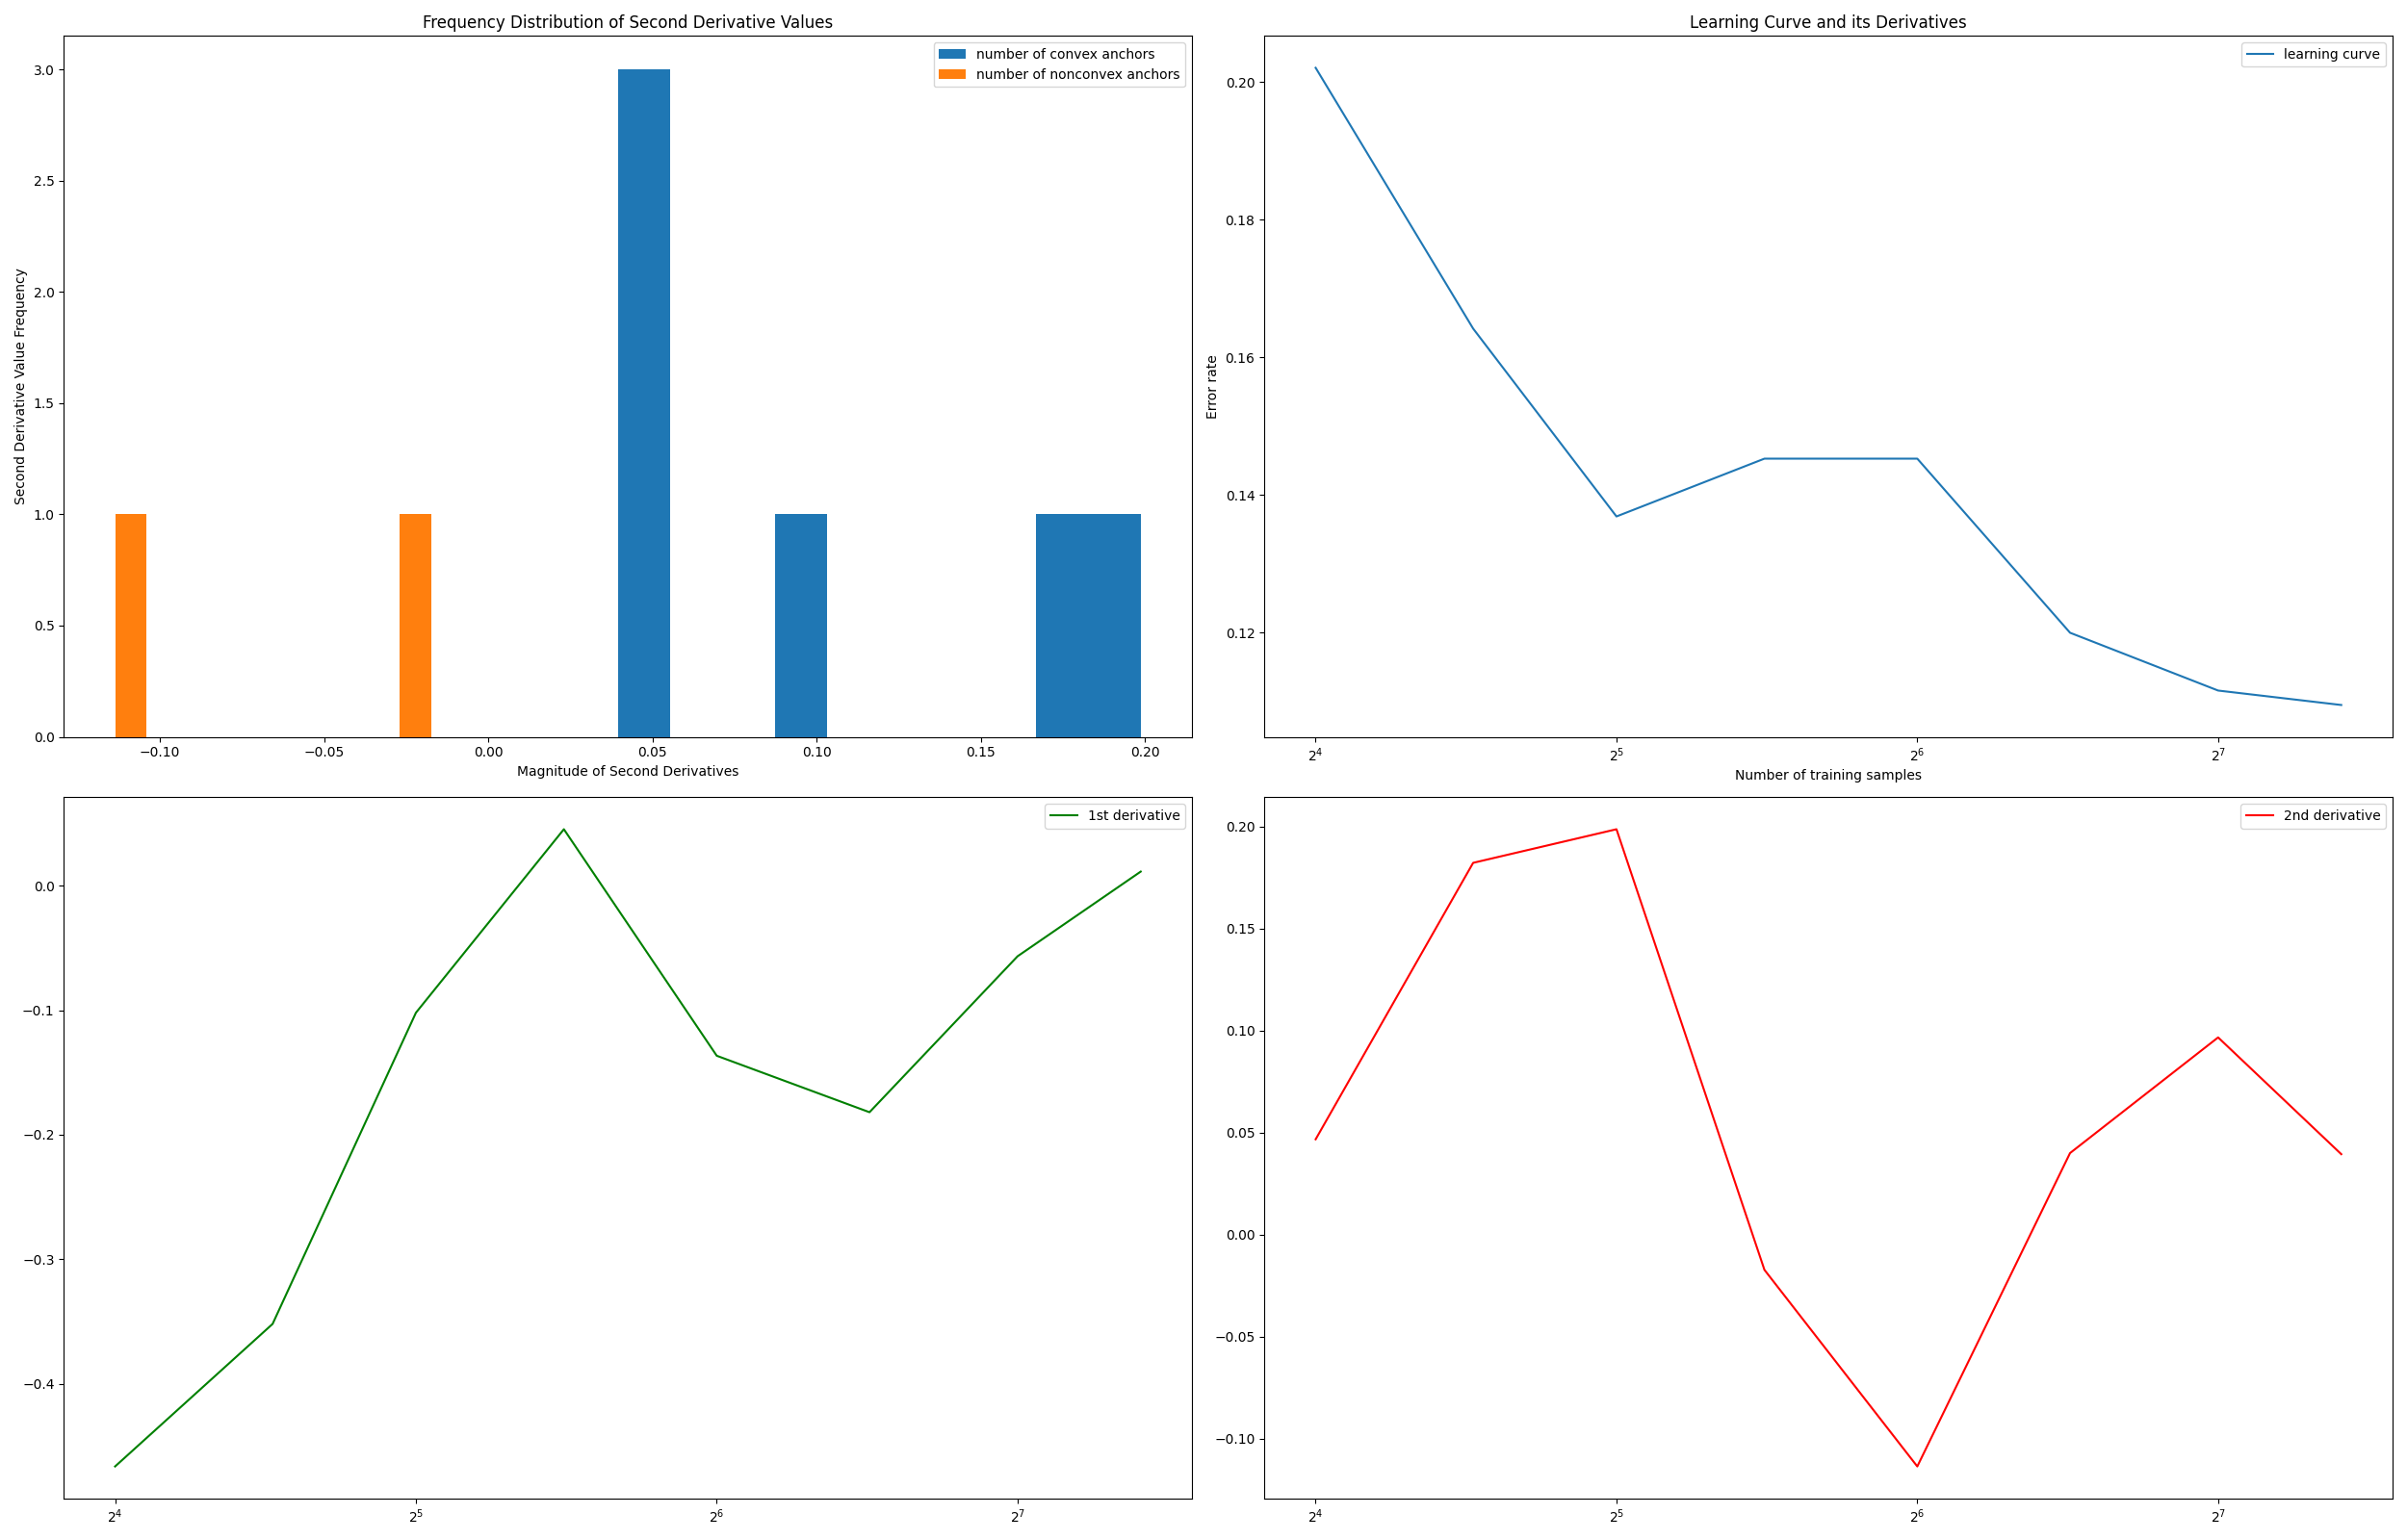 Frequency Distribution of Second Derivative Values
number of convex anchors
number of nonconvex anchors
Second Derivative Value Frequency
3.0
2.5
2.0
1.5
1.0
0.5
0.0
−0.10 −0.05 0.00 0.05 0.10 0.15 0.20
Magnitude of Second Derivatives
Learning Curve and its Derivatives
learning curve
Error rate
0.20
0.18
0.16
0.14
0.12
2⁴ 2⁵ 2⁶ 2⁷
Number of training samples
1st derivative
0.0
−0.1
−0.2
−0.3
−0.4
2⁴ 2⁵ 2⁶ 2⁷
2nd derivative
0.20
0.15
0.10
0.05
0.00
−0.05
−0.10
2⁴ 2⁵ 2⁶ 2⁷